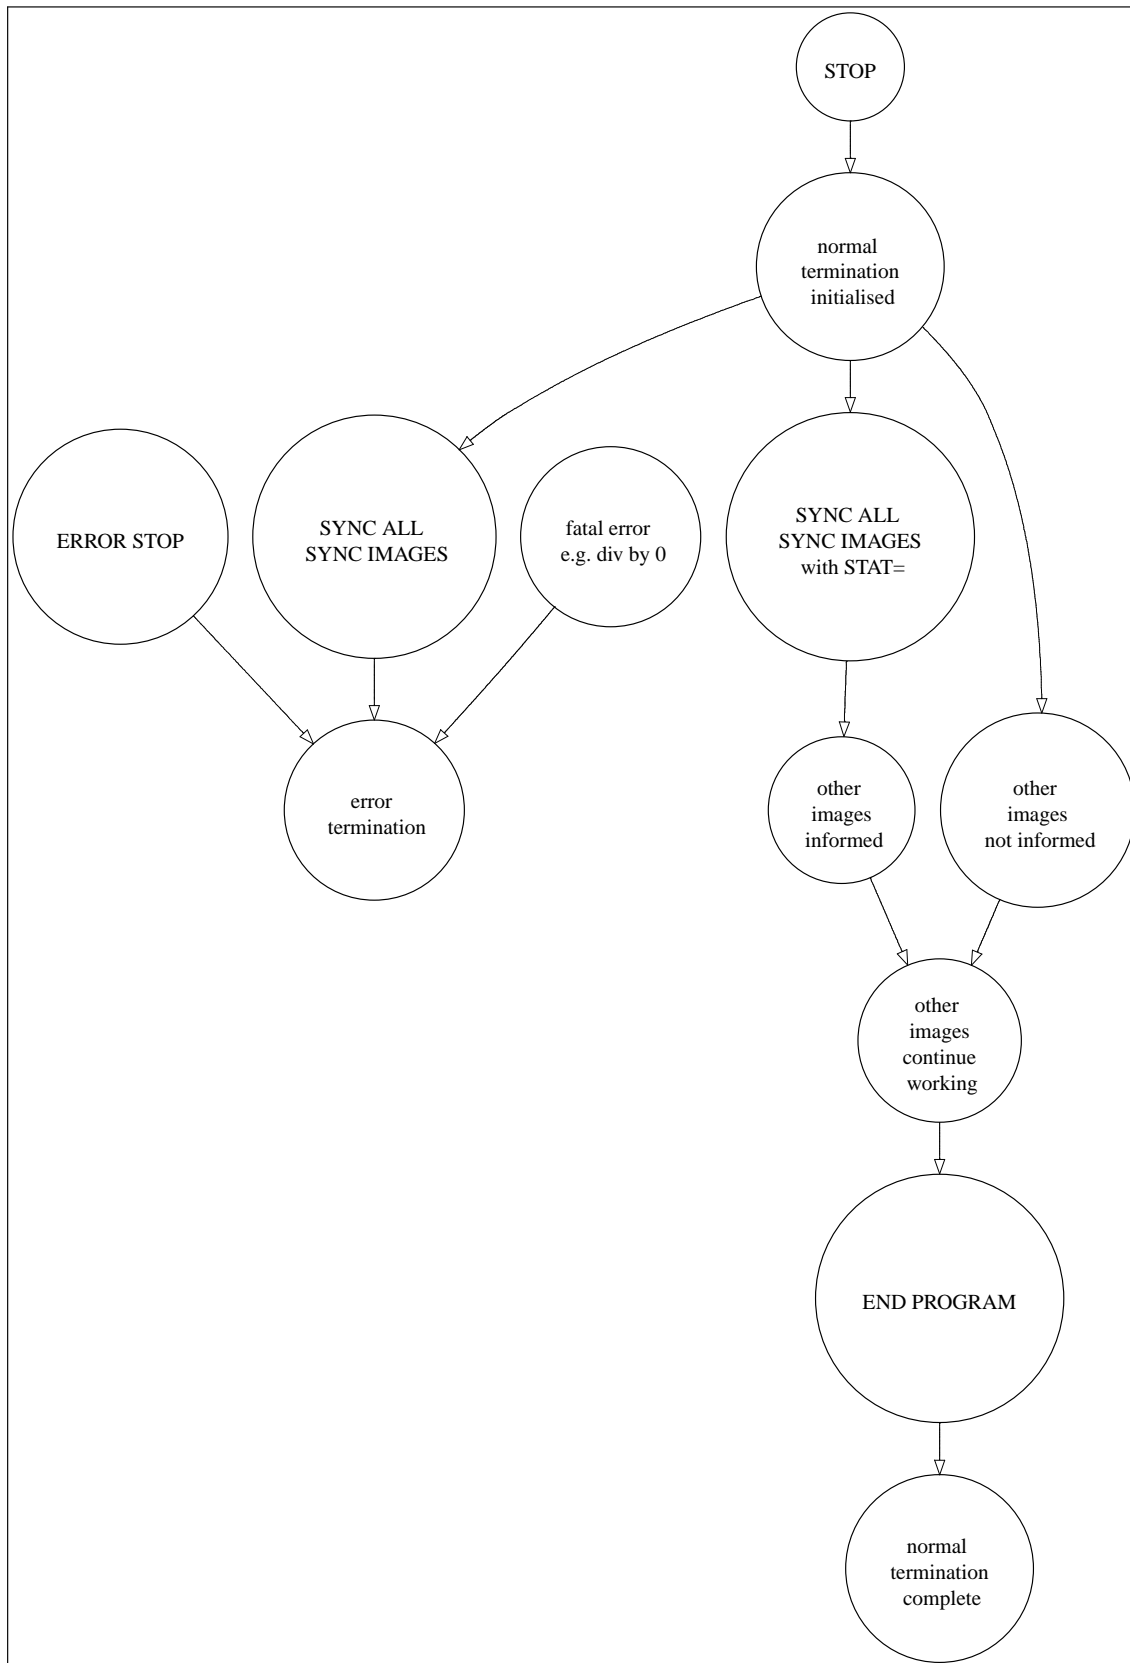 STOP
normal
termination
initialised
ERROR STOP
SYNC ALL
SYNC IMAGES
fatal error
e.g. div by 0
SYNC ALL
SYNC IMAGES
with STAT=
error
termination
other
images
informed
other
images
not informed
other
images
continue
working
END PROGRAM
normal
termination
complete